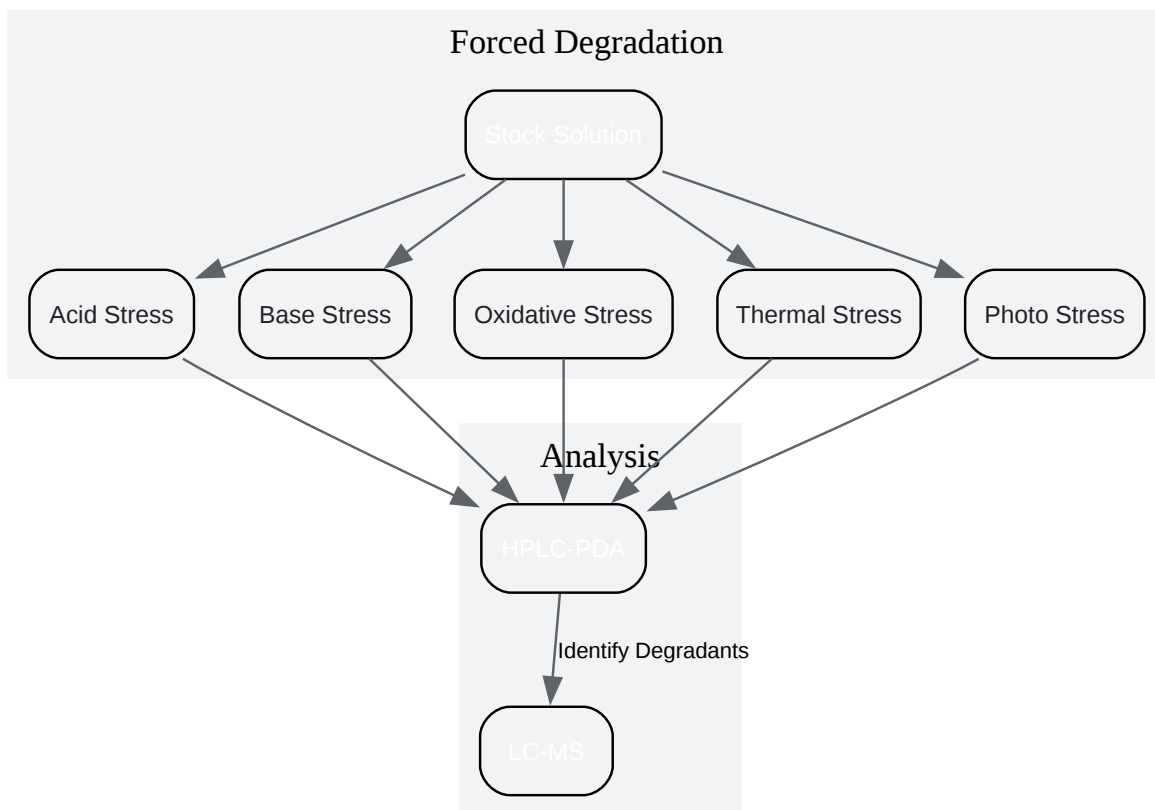 Forced Degradation
Stock Solution
Acid Stress
Base Stress
Oxidative Stress
Thermal Stress
Photo Stress
Analysis
HPLC-PDA
Identify Degradants
LC-MS